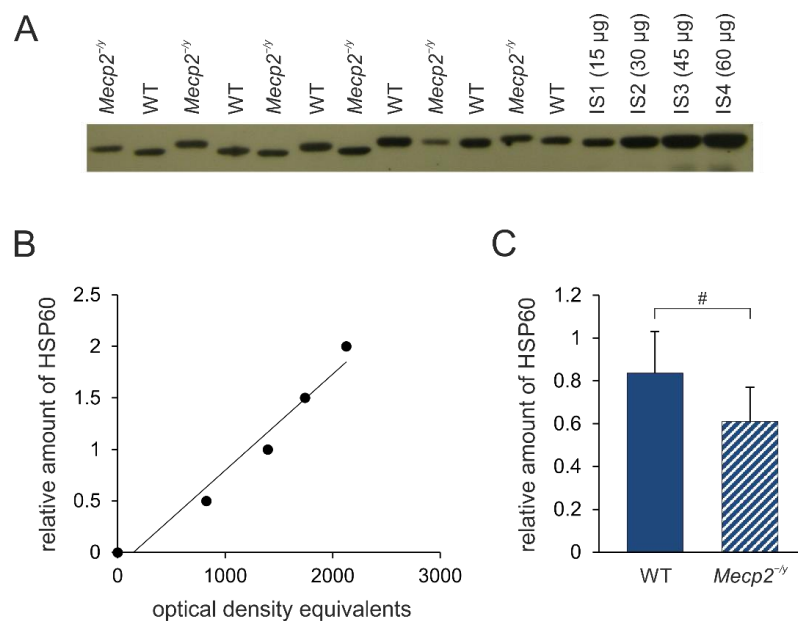 A
Mecp2⁻/y
WT
Mecp2⁻/y
WT
Mecp2⁻/y
WT
Mecp2⁻/y
WT
Mecp2⁻/y
WT
Mecp2⁻/y
WT
IS1 (15 µg)
IS2 (30 µg)
IS3 (45 µg)
IS4 (60 µg)
B
relative amount of HSP60
2.5
2
1.5
1
0.5
0
0 1000 2000 3000
optical density equivalents
C
relative amount of HSP60
1.2
1
0.8
0.6
0.4
0.2
0
#
WT Mecp2⁻/y